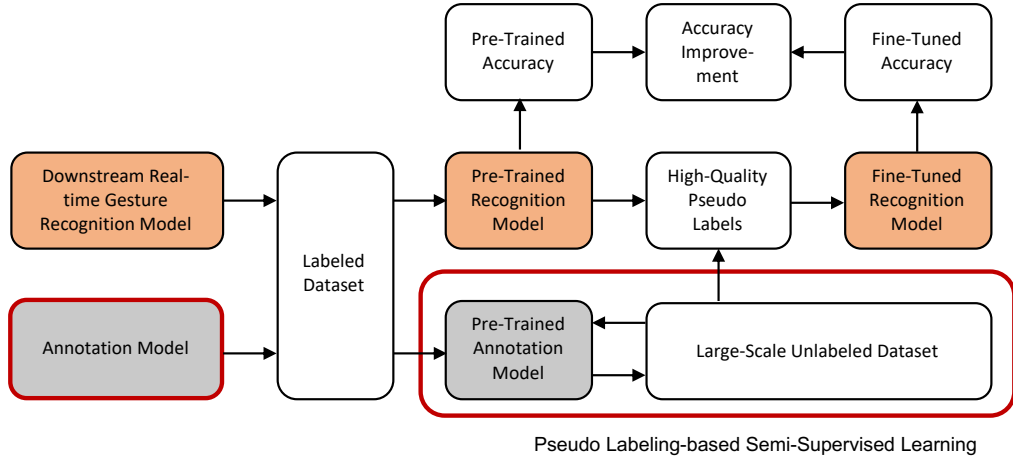 Pre-Trained
Accuracy
Accuracy
Improve-
ment
Fine-Tuned
Accuracy
Downstream Real-
time Gesture
Recognition Model
Labeled
Dataset
Pre-Trained
Recognition
Model
High-Quality
Pseudo
Labels
Fine-Tuned
Recognition
Model
Annotation Model
Pre-Trained
Annotation
Model
Large-Scale Unlabeled Dataset
Pseudo Labeling-based Semi-Supervised Learning